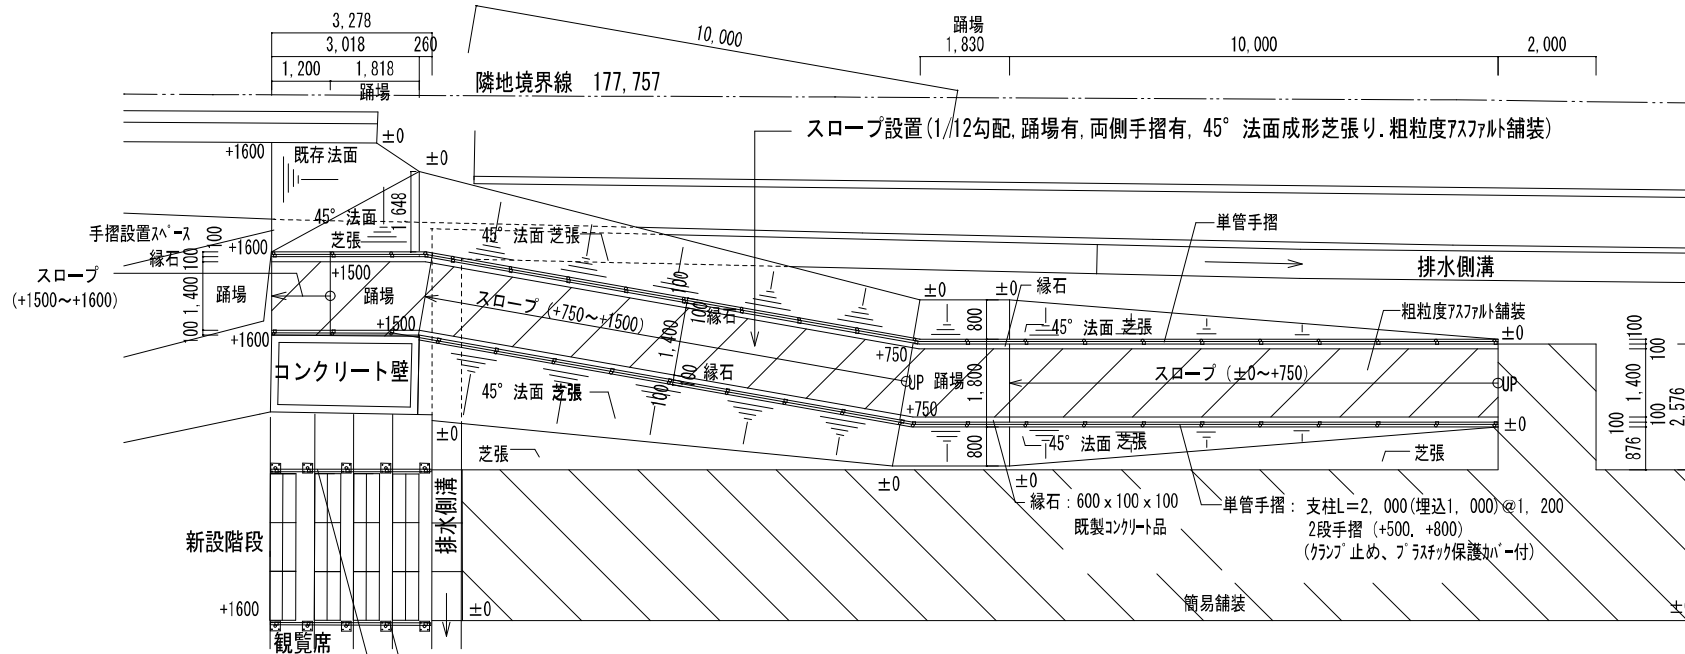 3,278
3,018
260
1,200
1,818
踊場
10,000
踊場
1,830
10,000
2,000
隣地境界線 177,757
スロープ設置(1/12勾配,踊場有,両側手摺有,45°法面成形芝張り.粗粒度アスファルト舗装)
±0
±0
+1600
既存法面
1,648
45°法面
芝張
45°法面 芝張
手摺設置スペース
縁石
100
100
1,400
100
+1600
スロープ
(+1500~+1600)
踊場
+1500
踊場
+1500
+1600
スロープ (+750~+1500)
100
100
縁石
1,400
100
100
縁石
単管手摺
排水側溝
±0
±0
縁石
800
45°法面 芝張
粗粒度アスファルト舗装
±0
+750
UP
踊場
1,800
スロープ (±0~+750)
UP
+750
±0
800
45°法面 芝張
100
100
1,400
100
100
876
2,576
コンクリート壁
45°法面 芝張
±0
芝張
芝張
±0
±0
縁石:600x100x100
既製コンクリート品
単管手摺: 支柱L=2,000(埋込1,000)@1,200
2段手摺 (+500, +800)
(クランプ止め、プラスチック保護カバー付)
新設階段
排水側溝
+1600
±0
簡易舗装
観覧席